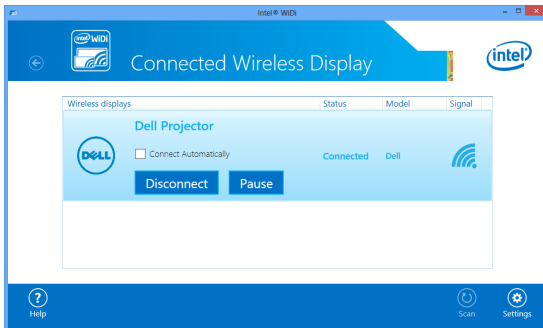 Intel® WiDi
intel WiDi
Connected Wireless Display
intel
Wireless displays Status Model Signal
Dell Projector
DELL
Connect Automatically
Connected Dell
Disconnect Pause
? 
Help Scan Settings